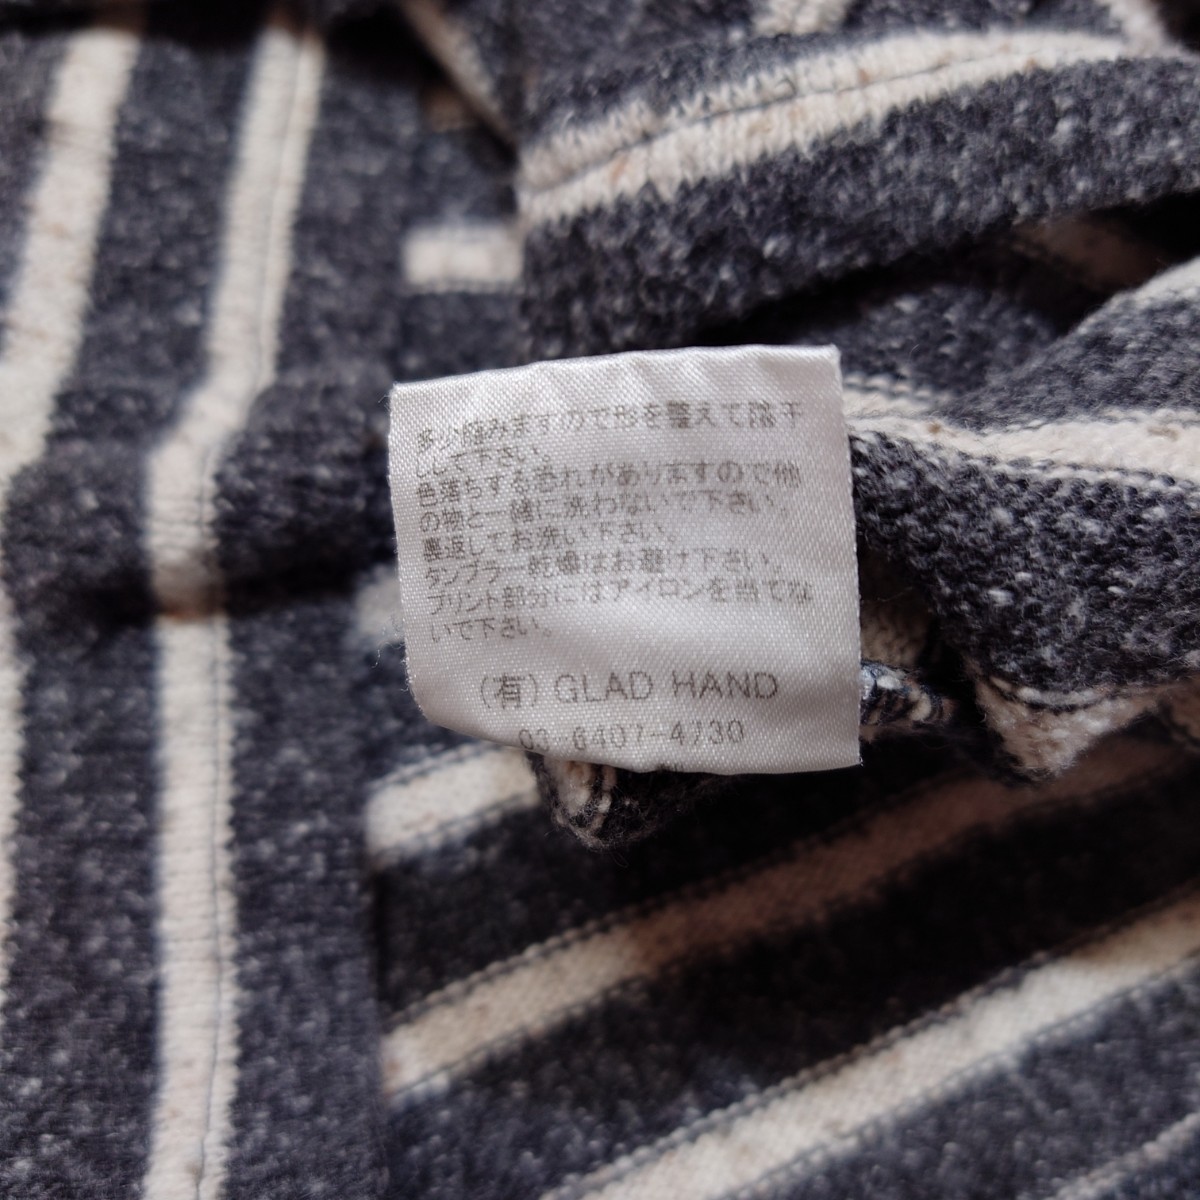 多少縮みますので形を整えて陰干
しして下さい。
色落ちする恐れがありますので他
の物と一緒に洗わないで下さい。
裏返してお洗い下さい。
タンブラー乾燥はお避け下さい。
プリント部分にはアイロンを当てな
いで下さい。
(有) GLAD HAND
03 6407-4730